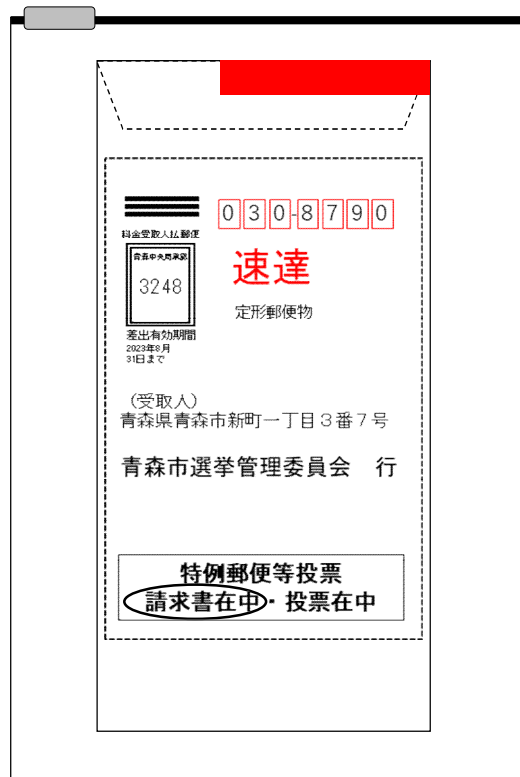 030-8790
料金受取人払郵便
青森中央局承認
3248
速達
定形郵便物
差出有効期間
2023年8月
31日まで
（受取人）
青森県青森市新町一丁目３番７号
青森市選挙管理委員会　行
特例郵便等投票
請求書在中・投票在中